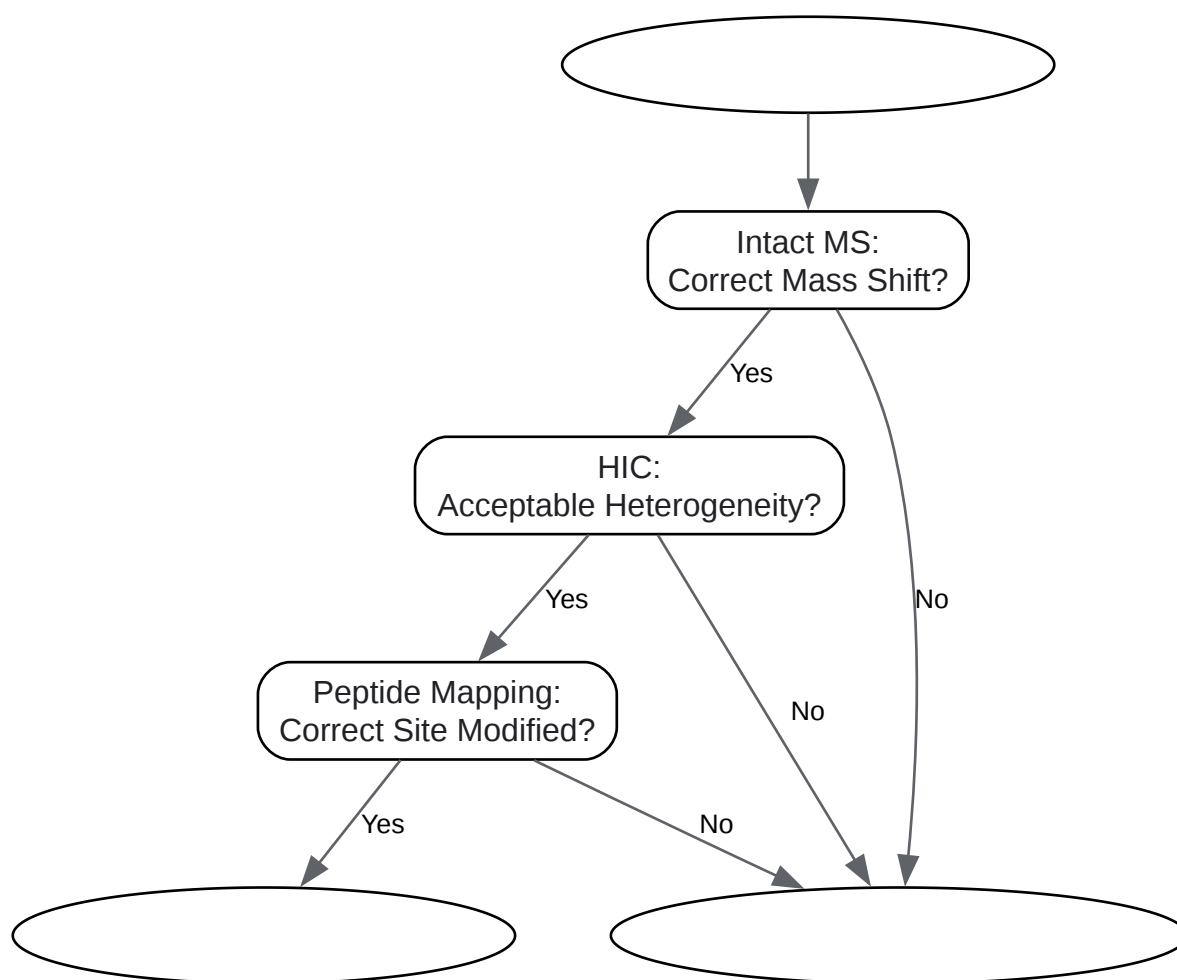 Intact MS:
Correct Mass Shift?
Yes
HIC:
Acceptable Heterogeneity?
Yes
No
Peptide Mapping:
Correct Site Modified?
No
Yes
No